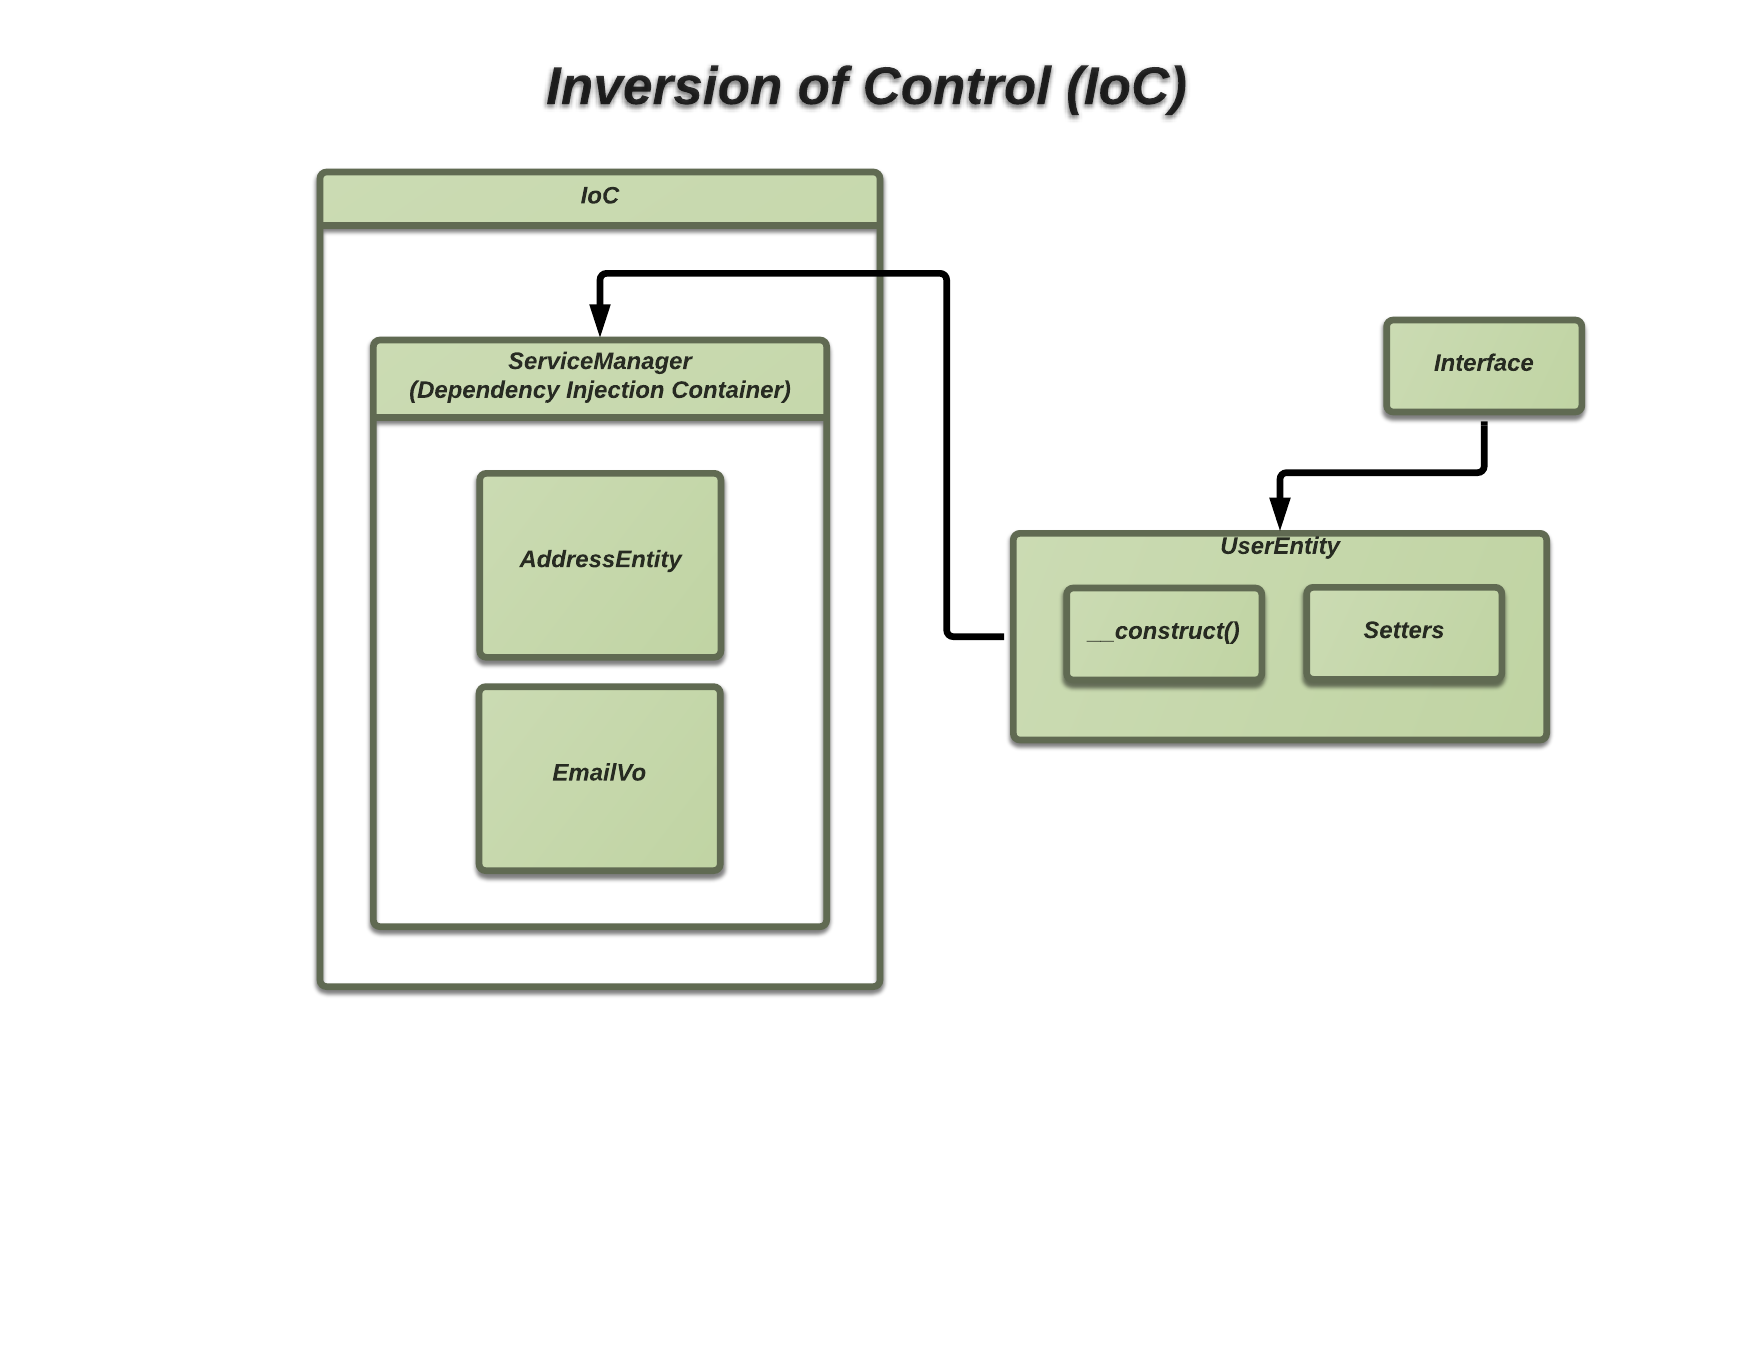 Inversion of Control (IoC)
IoC
ServiceManager
(Dependency Injection Container)
AddressEntity
EmailVo
Interface
UserEntity
__construct()
Setters